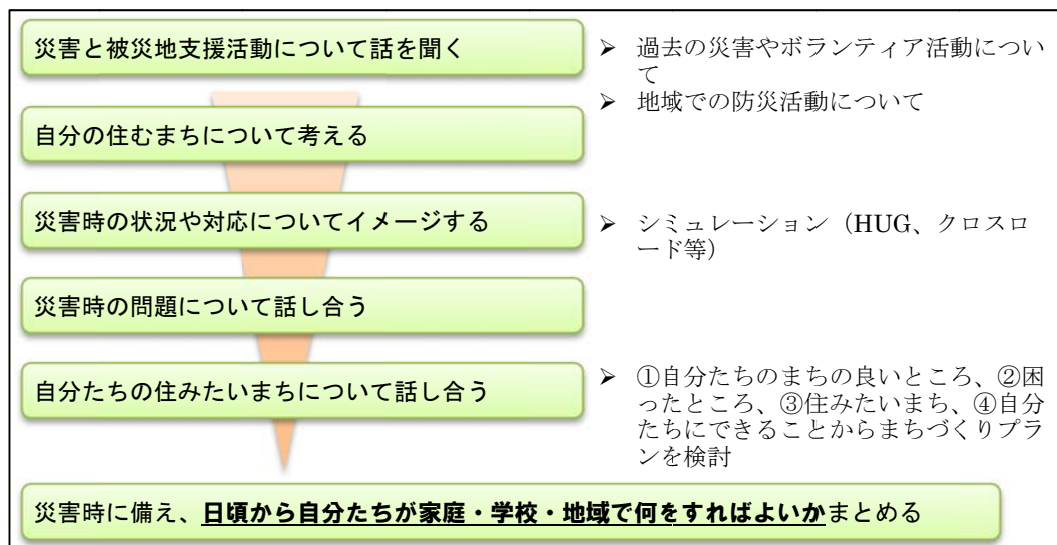 災害と被災地支援活動について話を聞く
➢ 過去の災害やボランティア活動につい
て
➢ 地域での防災活動について
自分の住むまちについて考える
災害時の状況や対応についてイメージする
➢ シミュレーション（HUG、クロスロ
ード等）
災害時の問題について話し合う
自分たちの住みたいまちについて話し合う
➢ ①自分たちのまちの良いところ、②困
ったところ、③住みたいまち、④自分
たちにできることからまちづくりプラ
ンを検討
災害時に備え、日頃から自分たちが家庭・学校・地域で何をすればよいかまとめる